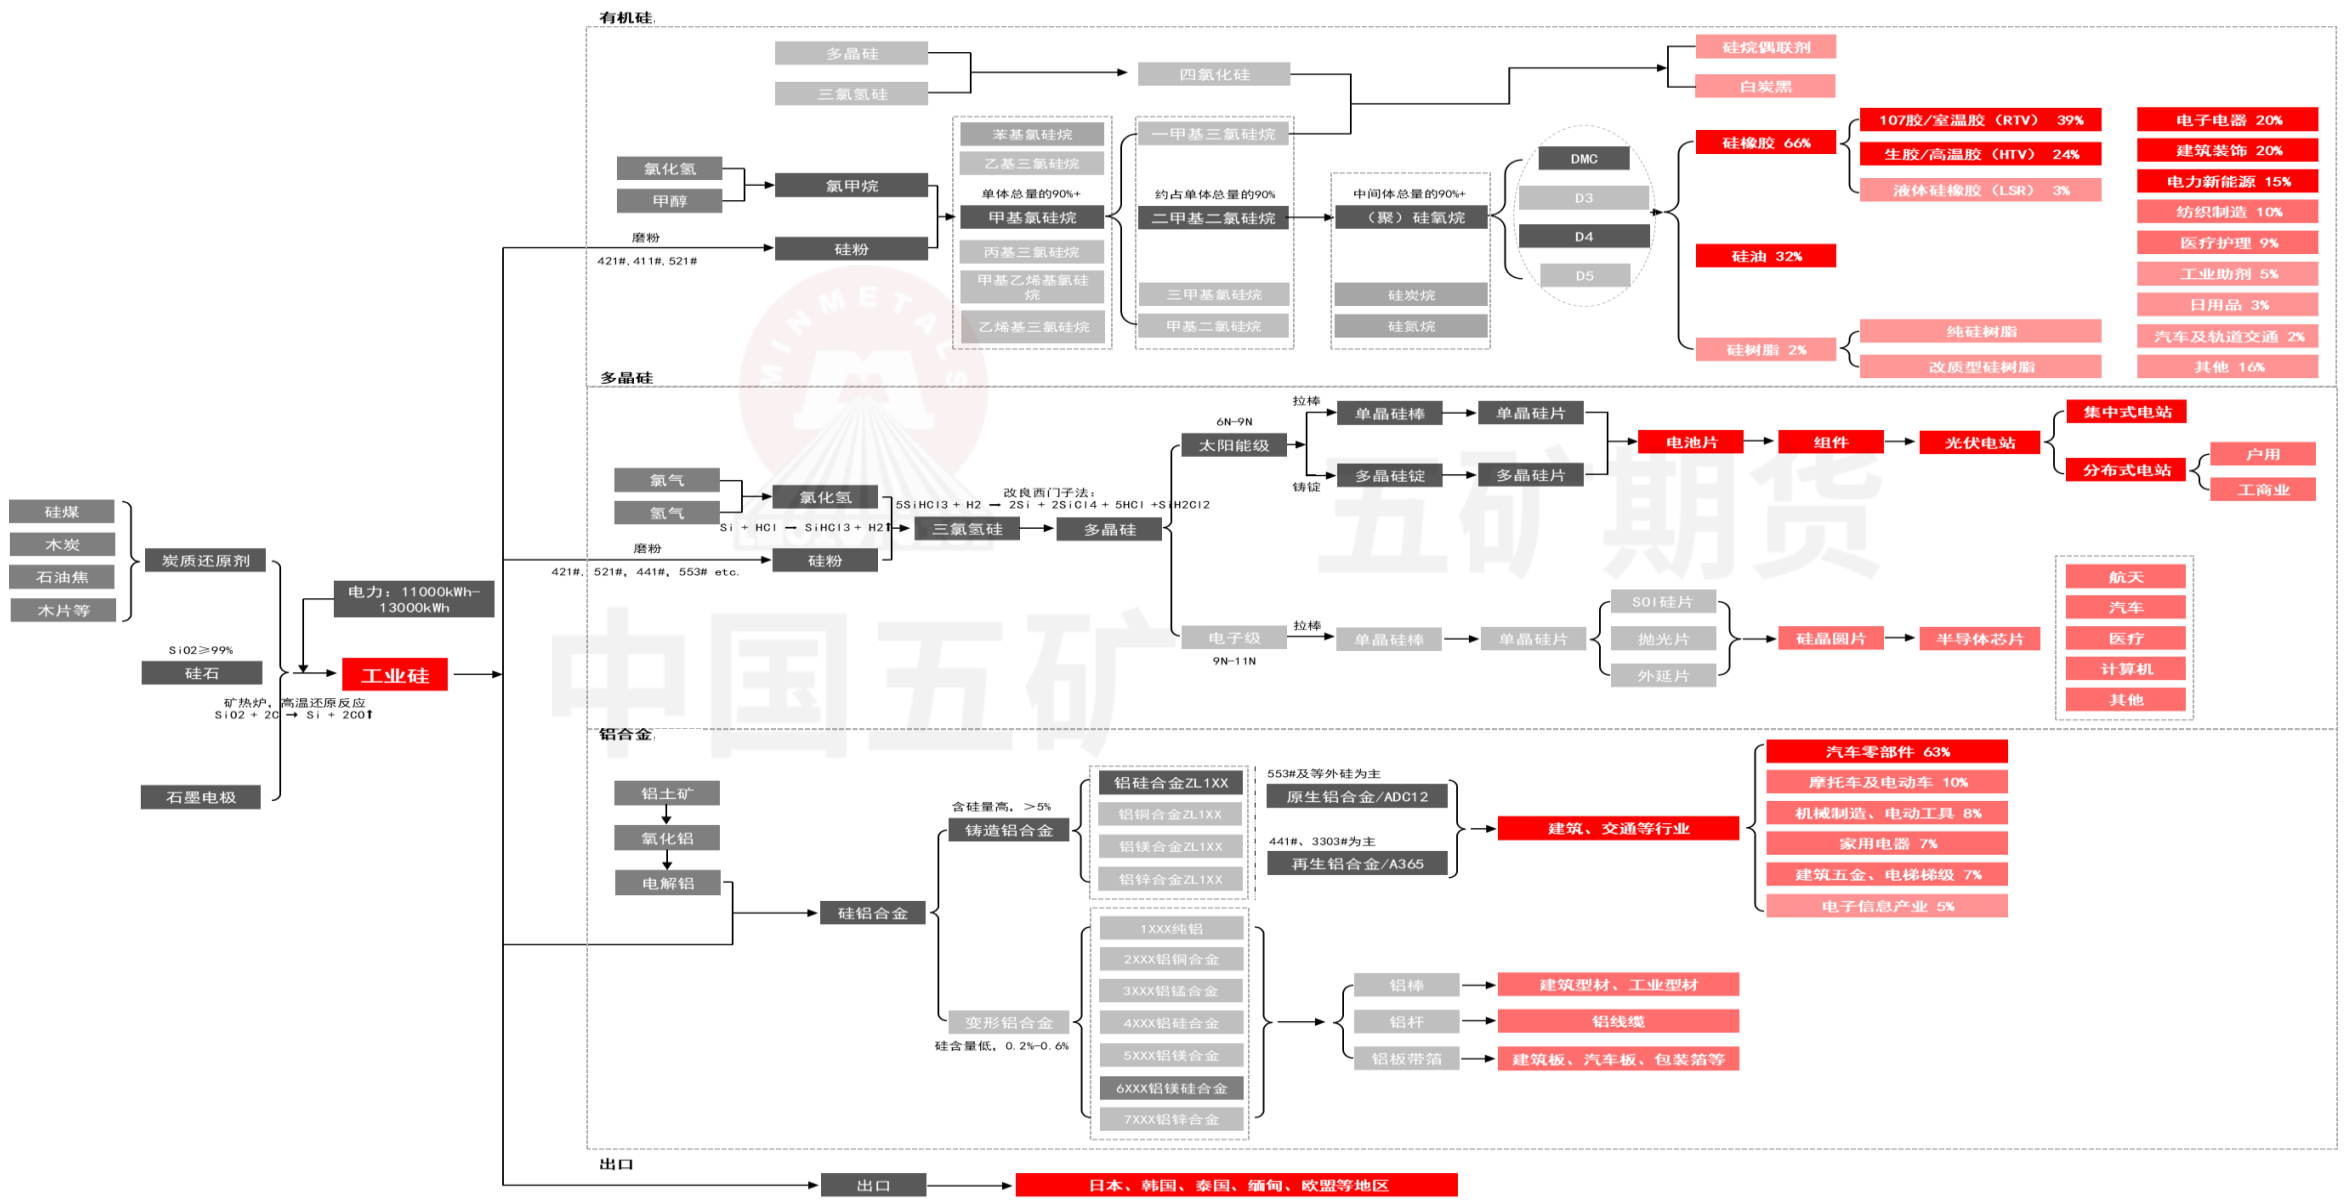 有机硅
多晶硅
三氯氢硅
四氯化硅
硅烷偶联剂
白炭黑
氯化氢
甲醇
氯甲烷
磨粉
421#,411#,521#
硅粉
苯基氯硅烷
乙基三氯硅烷
单体总量的90%+
甲基氯硅烷
丙基三氯硅烷
甲基乙烯基氯硅
烷
乙烯基三氯硅烷
一甲基三氯硅烷
约占单体总量的90%
二甲基二氯硅烷
三甲基氯硅烷
甲基二氯硅烷
中间体总量的90%+
（聚）硅氧烷
硅炭烷
硅氮烷
DMC
D3
D4
D5
硅橡胶 66%
硅油 32%
硅树脂 2%
107胶/室温胶（RTV） 39%
生胶/高温胶（HTV） 24%
液体硅橡胶（LSR） 3%
纯硅树脂
改质型硅树脂
电子电器 20%
建筑装饰 20%
电力新能源 15%
纺织制造 10%
医疗护理 9%
工业助剂 5%
日用品 3%
汽车及轨道交通 2%
其他 16%
MINMETALS
中国五矿
五矿期货
硅煤
木炭
石油焦
木片等
炭质还原剂
SiO2≥99%
硅石
石墨电极
电力：11000kWh-
13000kWh
工业硅
矿热炉，高温还原反应
SiO2 + 2C → Si + 2CO↑
多晶硅
氯气
氢气
氯化氢
Si + HCl → SiHCl3 + H2↑
磨粉
421#, 521#, 441#, 553# etc.
硅粉
改良西门子法：
5SiHCl3 + H2 → 2Si + 2SiCl4 + 5HCl +SiH2Cl2
三氯氢硅
多晶硅
6N-9N
太阳能级
拉棒
单晶硅棒
单晶硅片
铸锭
多晶硅锭
多晶硅片
电池片
组件
光伏电站
集中式电站
分布式电站
户用
工商业
电子级
9N-11N
拉棒
单晶硅棒
单晶硅片
SOI硅片
抛光片
外延片
硅晶圆片
半导体芯片
航天
汽车
医疗
计算机
其他
铝合金
铝土矿
氧化铝
电解铝
硅铝合金
含硅量高，＞5%
铸造铝合金
变形铝合金
硅含量低，0.2%-0.6%
铝硅合金ZL1XX
铝铜合金ZL1XX
铝镁合金ZL1XX
铝锌合金ZL1XX
553#及等外硅为主
原生铝合金/ADC12
441#、3303#为主
再生铝合金/A365
建筑、交通等行业
汽车零部件 63%
摩托车及电动车 10%
机械制造、电动工具 8%
家用电器 7%
建筑五金、电梯梯级 7%
电子信息产业 5%
1XXX纯铝
2XXX铝铜合金
3XXX铝锰合金
4XXX铝硅合金
5XXX铝镁合金
6XXX铝镁硅合金
7XXX铝锌合金
铝棒
铝杆
铝板带箔
建筑型材、工业型材
铝线缆
建筑板、汽车板、包装箔等
出口
出口
日本、韩国、泰国、缅甸、欧盟等地区